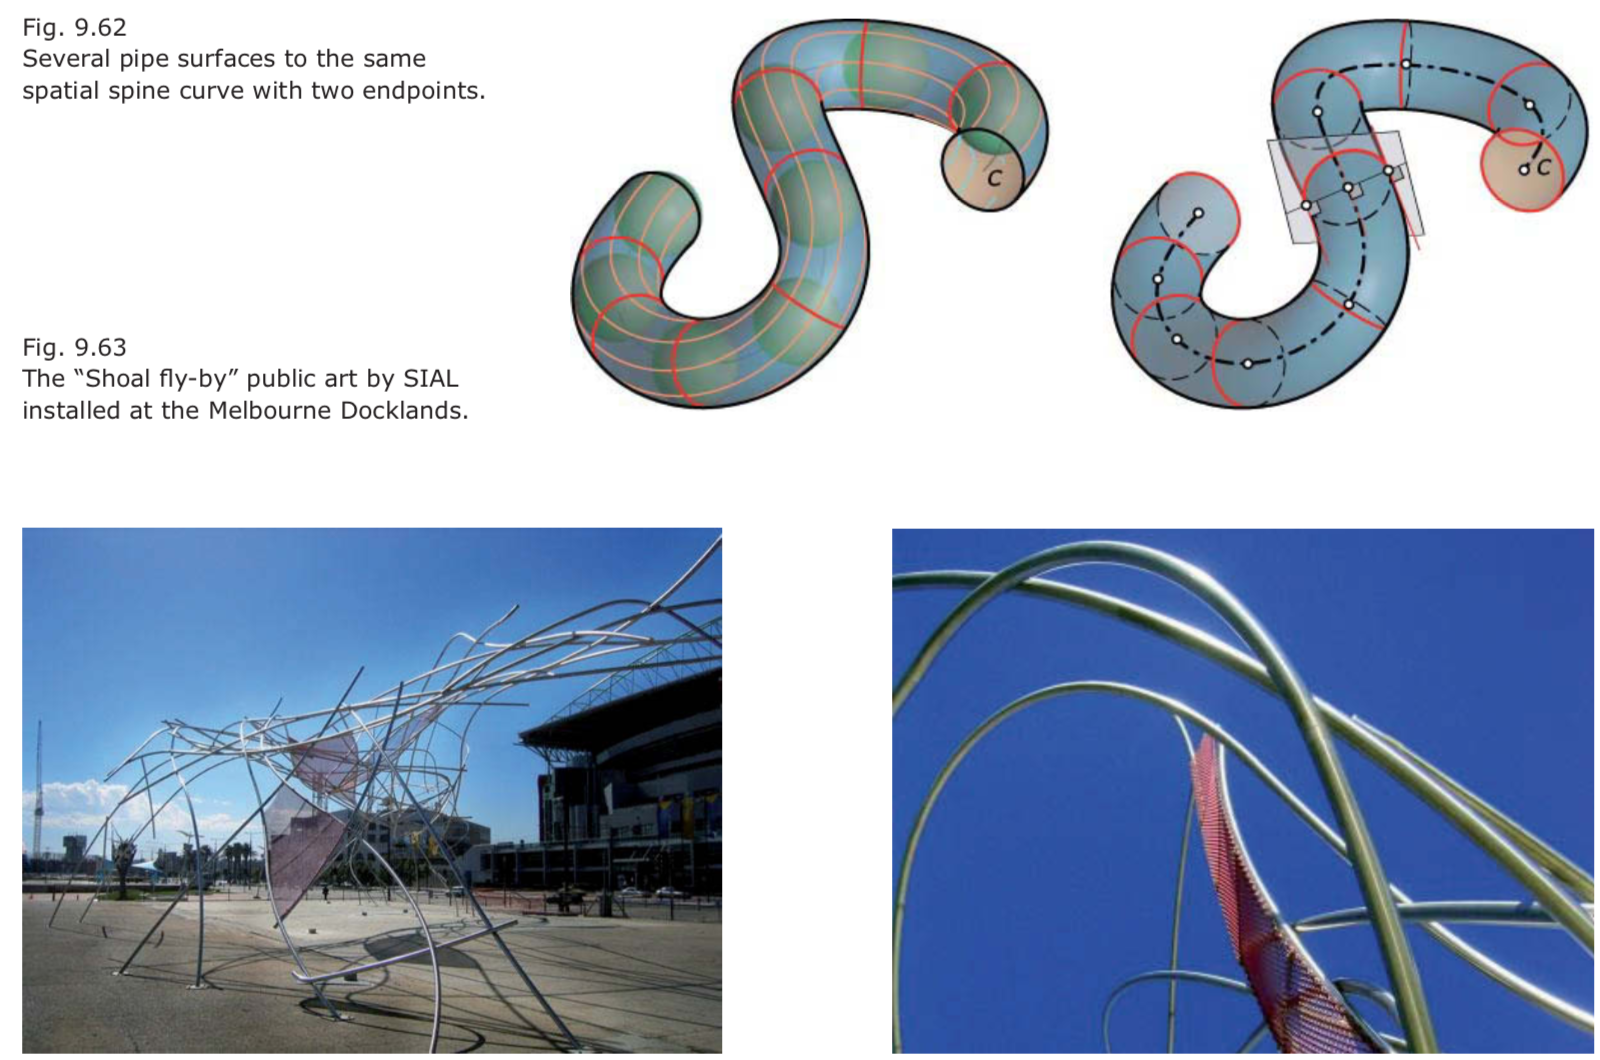 Fig. 9.62
Several pipe surfaces to the same
spatial spine curve with two endpoints.
c
c
Fig. 9.63
The “Shoal fly-by” public art by SIAL
installed at the Melbourne Docklands.